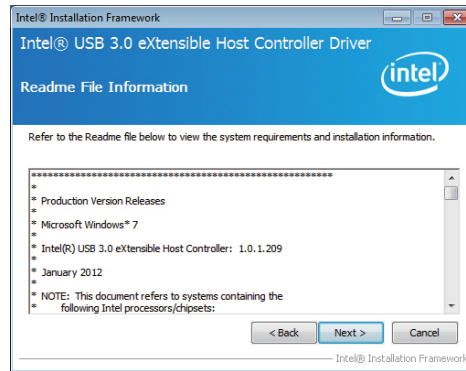 Intel® Installation Framework
Intel® USB 3.0 eXtensible Host Controller Driver
Readme File Information
intel
Refer to the Readme file below to view the system requirements and installation information.
*******************************************************
*
* Production Version Releases
*
* Microsoft Windows* 7
*
* Intel(R) USB 3.0 eXtensible Host Controller: 1.0.1.209
*
* January 2012
*
* NOTE: This document refers to systems containing the
* following Intel processors/chipsets:
< Back Next > Cancel
Intel® Installation Framework